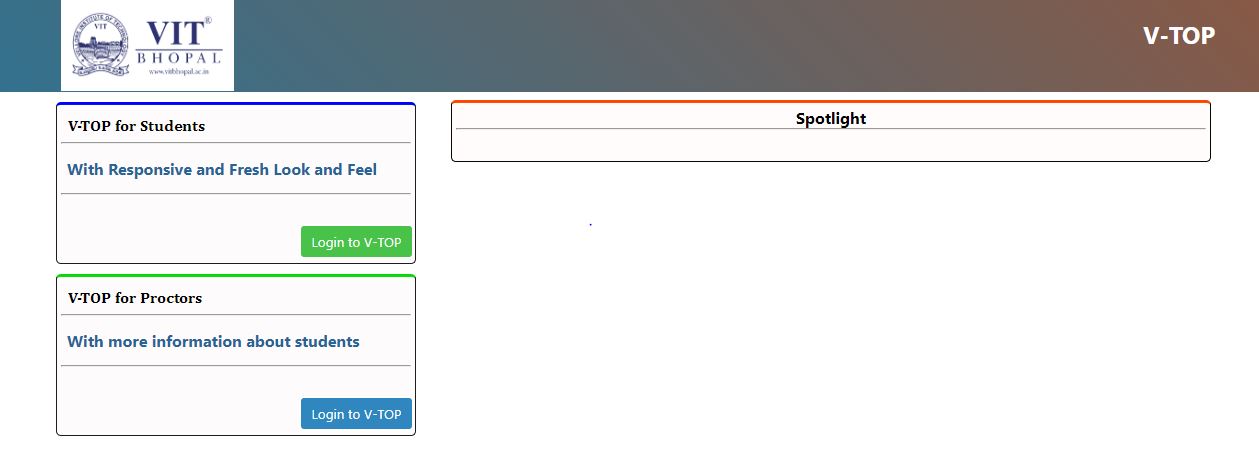 VIT
VIT®
BHOPAL
www.vitbhopal.ac.in
V-TOP
V-TOP for Students
With Responsive and Fresh Look and Feel
Login to V-TOP
V-TOP for Proctors
With more information about students
Login to V-TOP
Spotlight